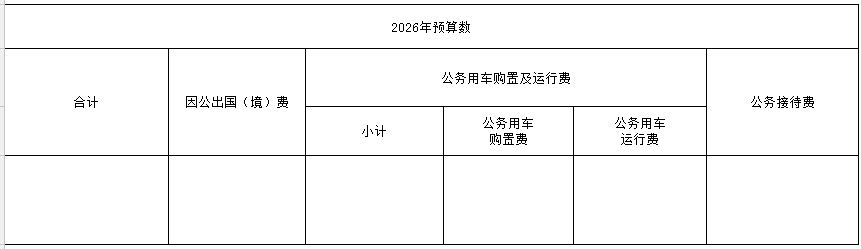 2026年预算数
合计
因公出国（境）费
公务用车购置及运行费
公务接待费
小计
公务用车
购置费
公务用车
运行费